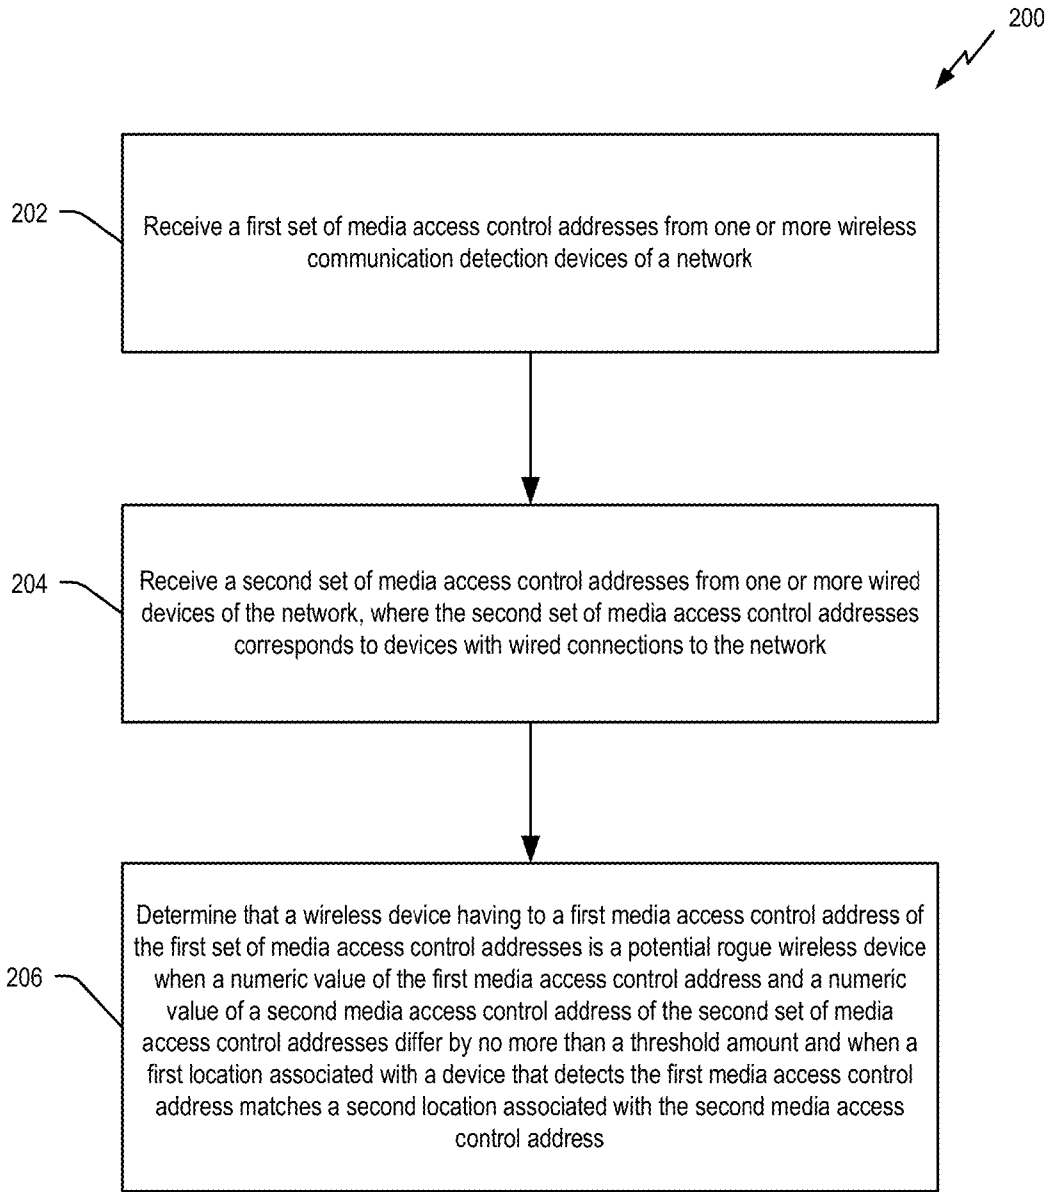 200
202
Receive a first set of media access control addresses from one or more wireless
communication detection devices of a network
204
Receive a second set of media access control addresses from one or more wired
devices of the network, where the second set of media access control addresses
corresponds to devices with wired connections to the network
206
Determine that a wireless device having to a first media access control address of
the first set of media access control addresses is a potential rogue wireless device
when a numeric value of the first media access control address and a numeric
value of a second media access control address of the second set of media
access control addresses differ by no more than a threshold amount and when a
first location associated with a device that detects the first media access control
address matches a second location associated with the second media access
control address